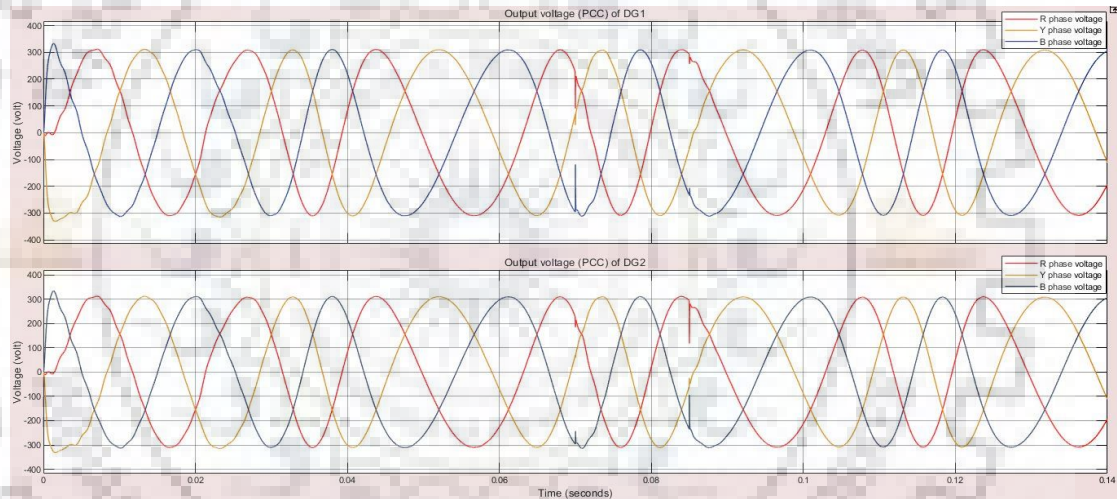 Output voltage (PCC) of DG1
R phase voltage
Y phase voltage
B phase voltage
Voltage (volt)
400
300
200
100
0
-100
-200
-300
-400
Output voltage (PCC) of DG2
R phase voltage
Y phase voltage
B phase voltage
Voltage (volt)
400
300
200
100
0
-100
-200
-300
-400
0
0.02
0.04
0.06
0.08
0.1
0.12
0.14
Time (seconds)